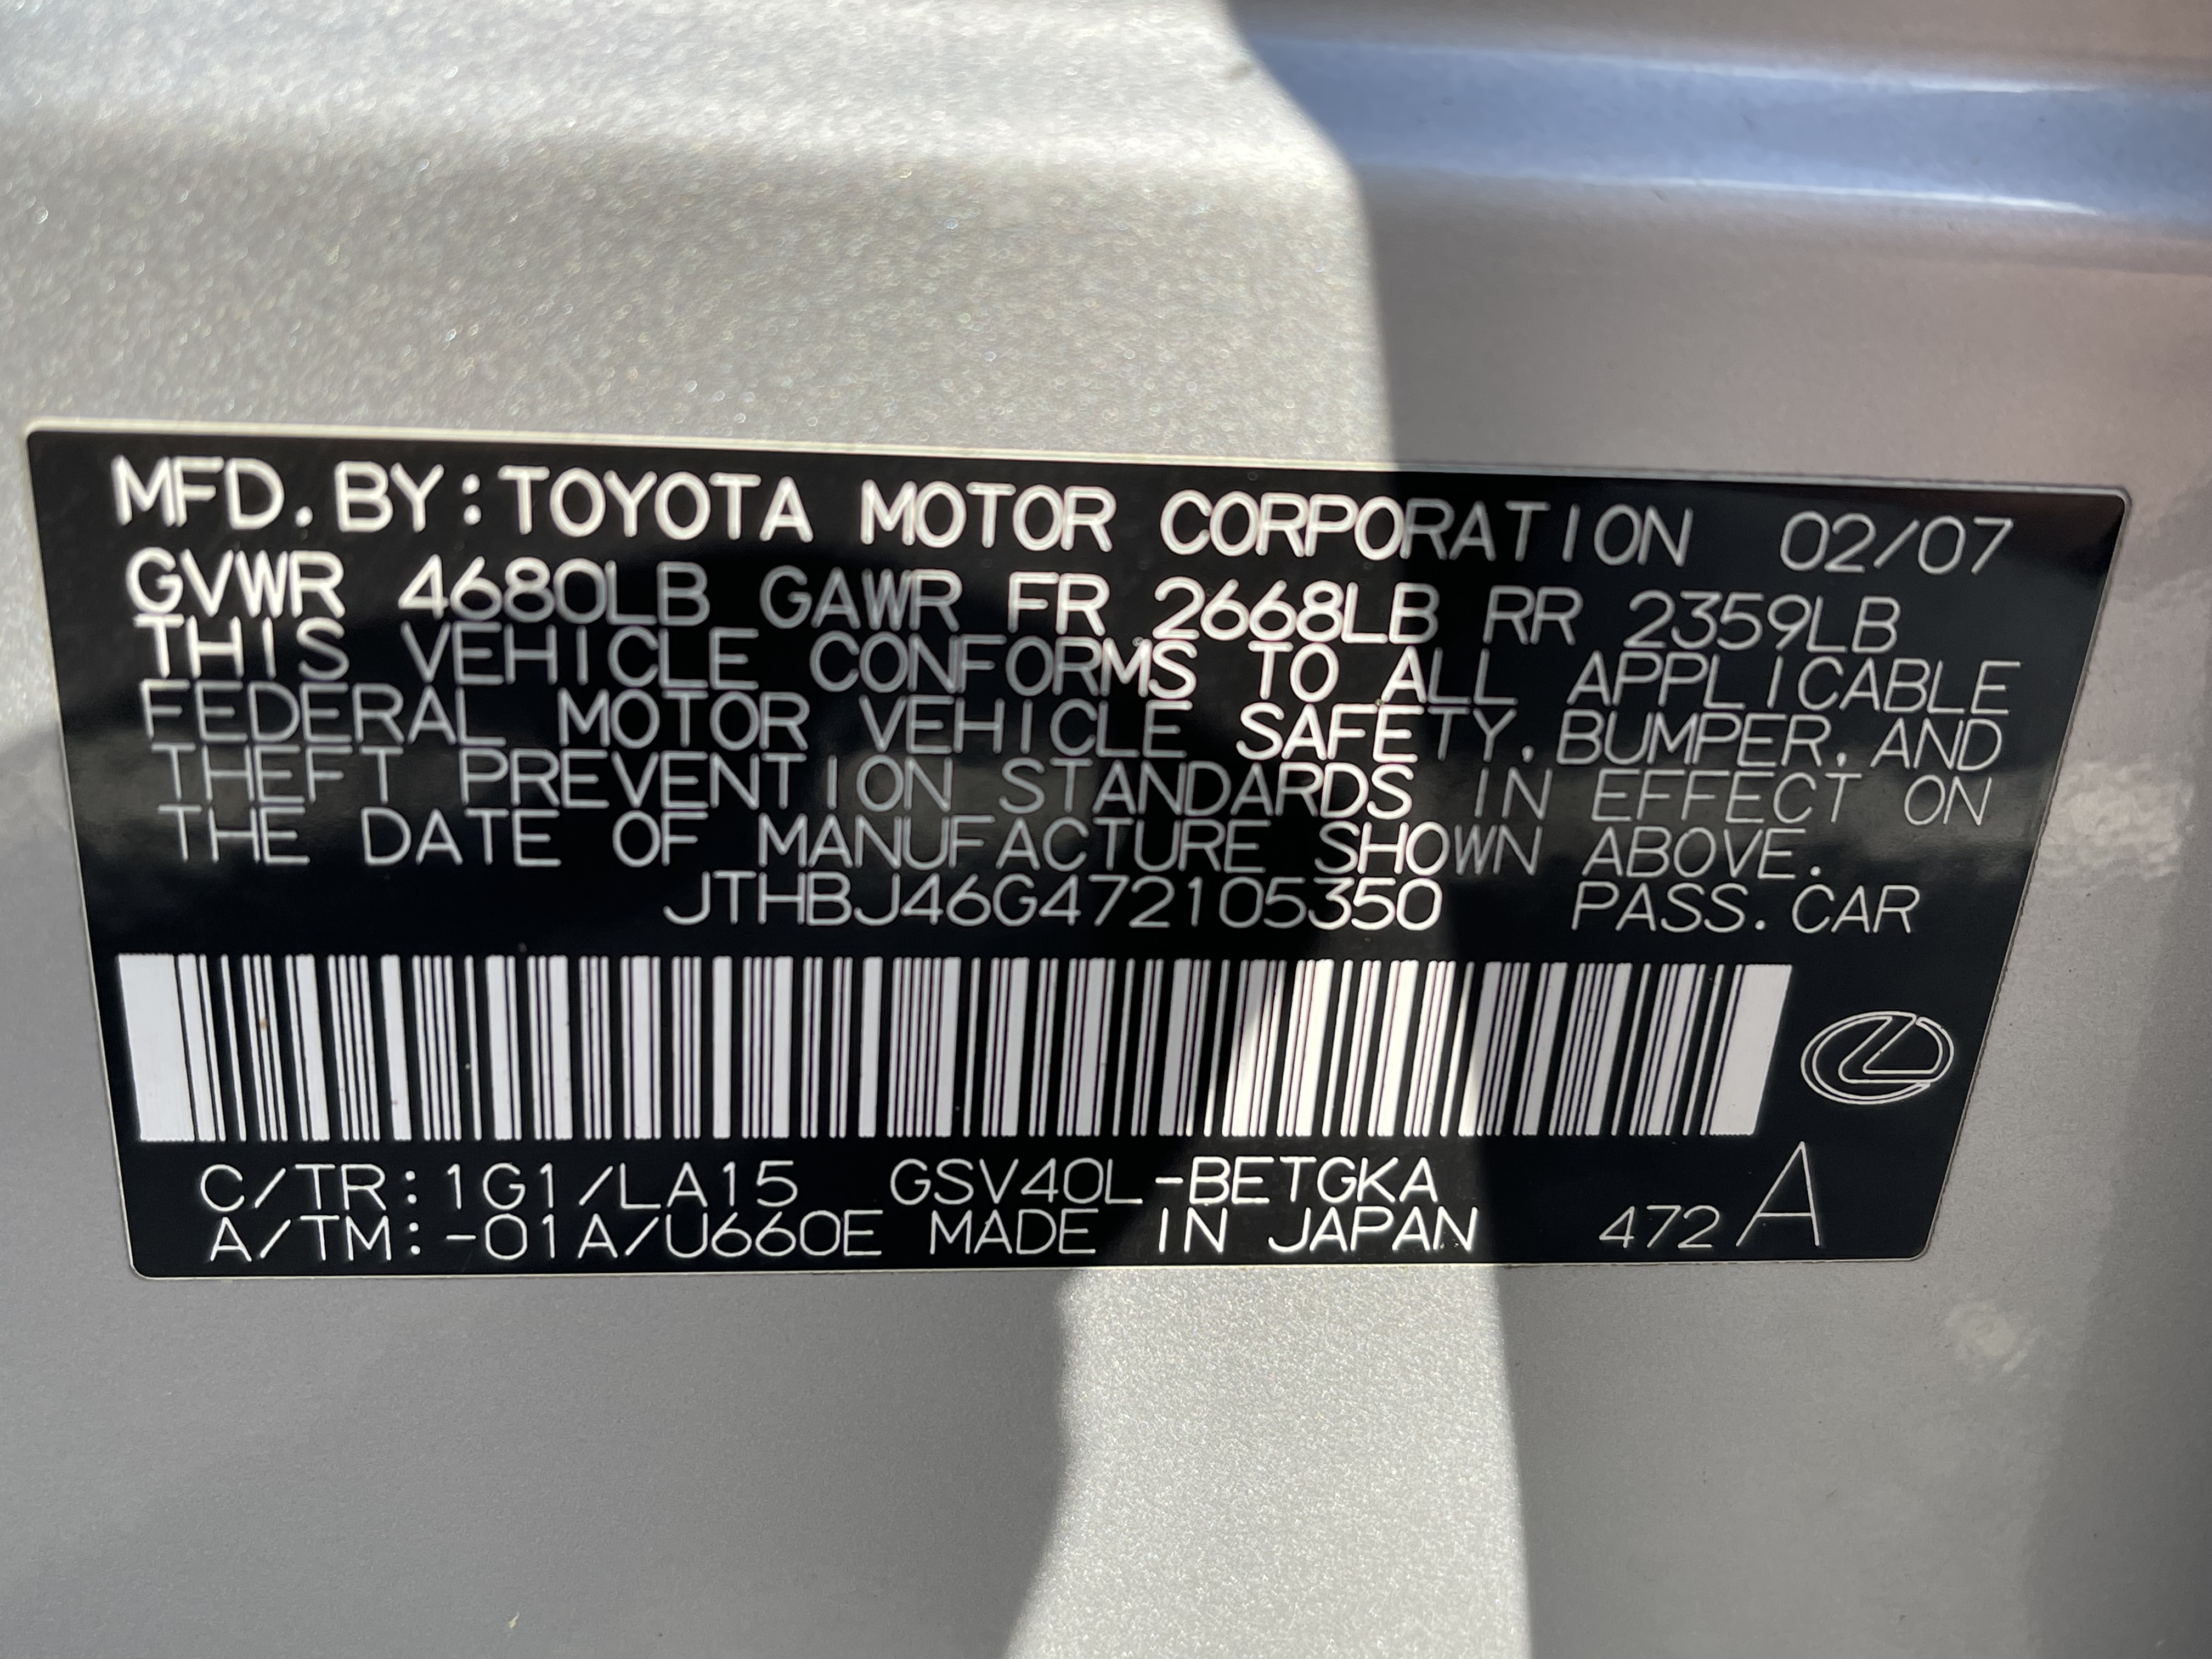 MFD. BY: TOYOTA MOTOR CORPORATION 02/07
GVWR 4680LB GAWR FR 2668LB RR 2359LB
THIS VEHICLE CONFORMS TO ALL APPLICABLE
FEDERAL MOTOR VEHICLE SAFETY, BUMPER, AND
THEFT PREVENTION STANDARDS IN EFFECT ON
THE DATE OF MANUFACTURE SHOWN ABOVE.
JTHBJ46G472105350 PASS. CAR
C/TR: 1G1/LA15 GSV40L-BETGKA
A/TM: -01A/U660E MADE IN JAPAN 472 A